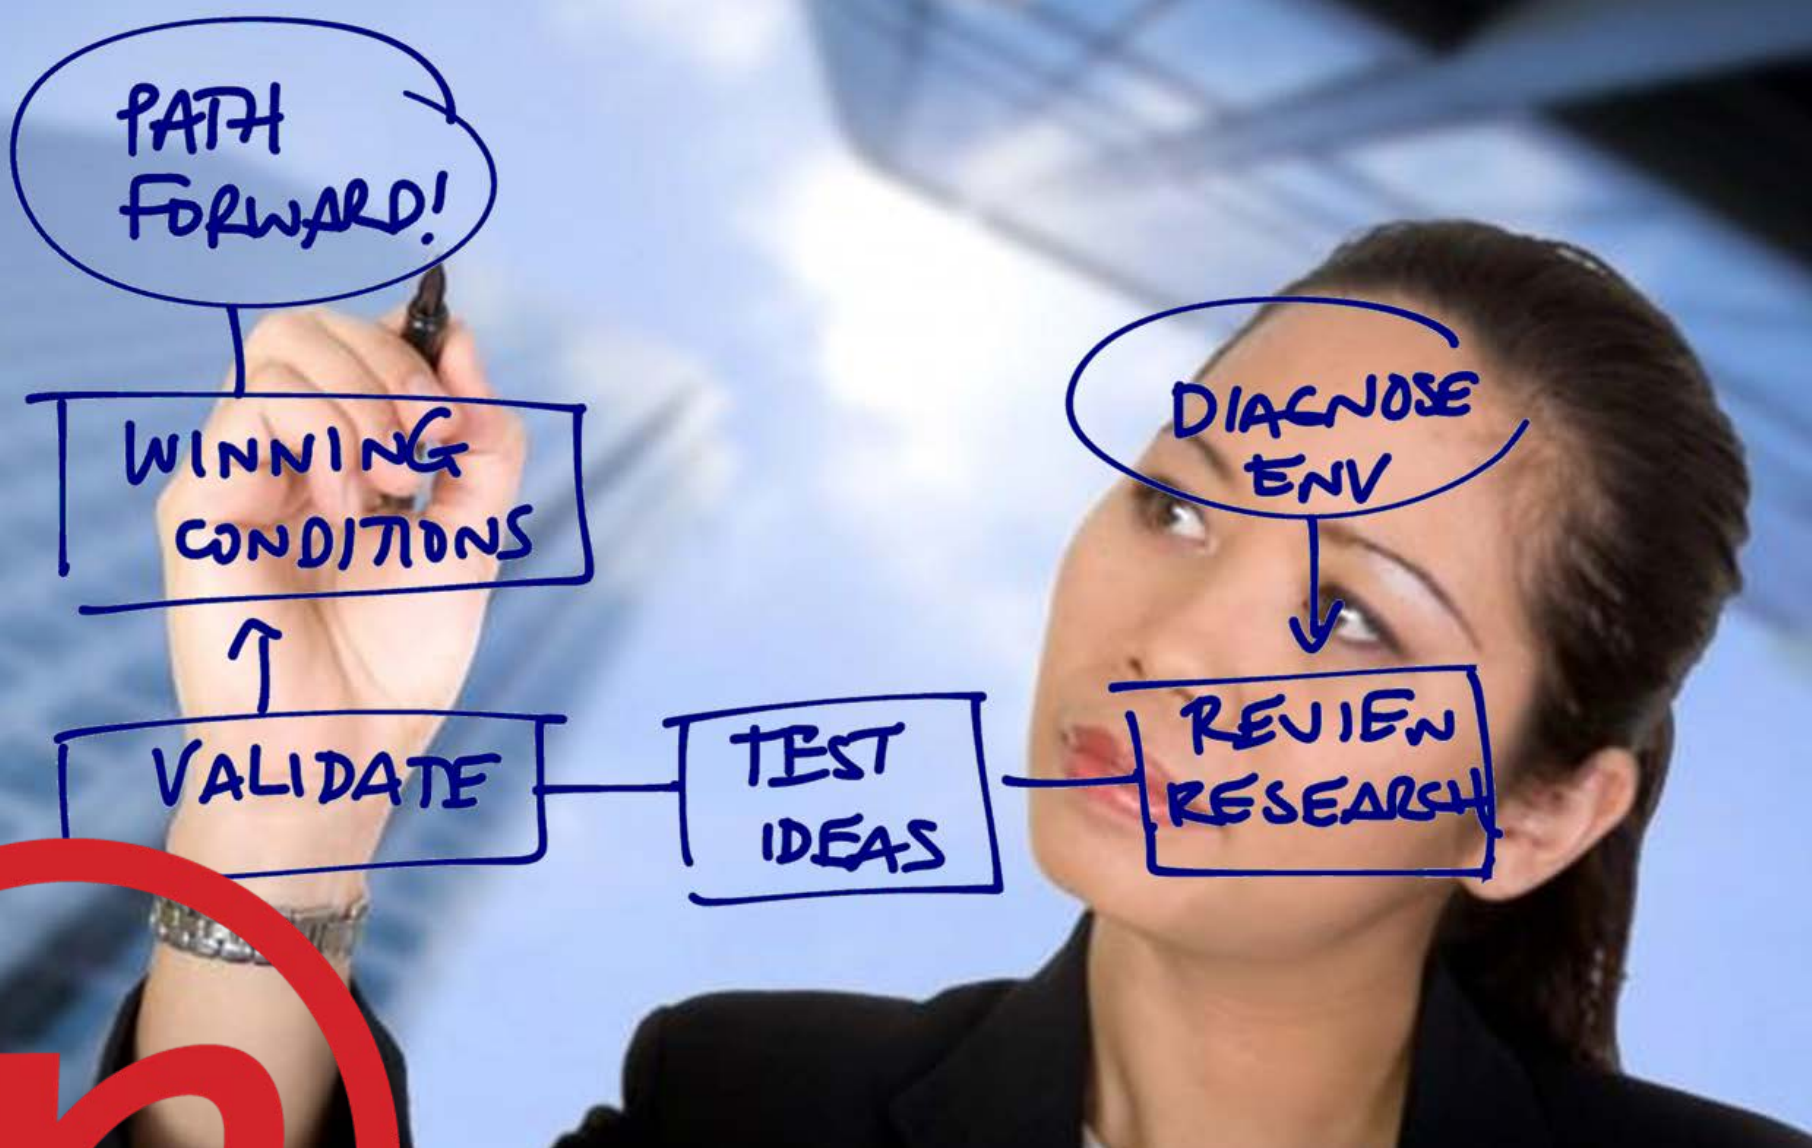 PATH
FORWARD!
WINNING
CONDITIONS
VALIDATE
TEST
IDEAS
DIAGNOSE
ENV
REVIEW
RESEARCH